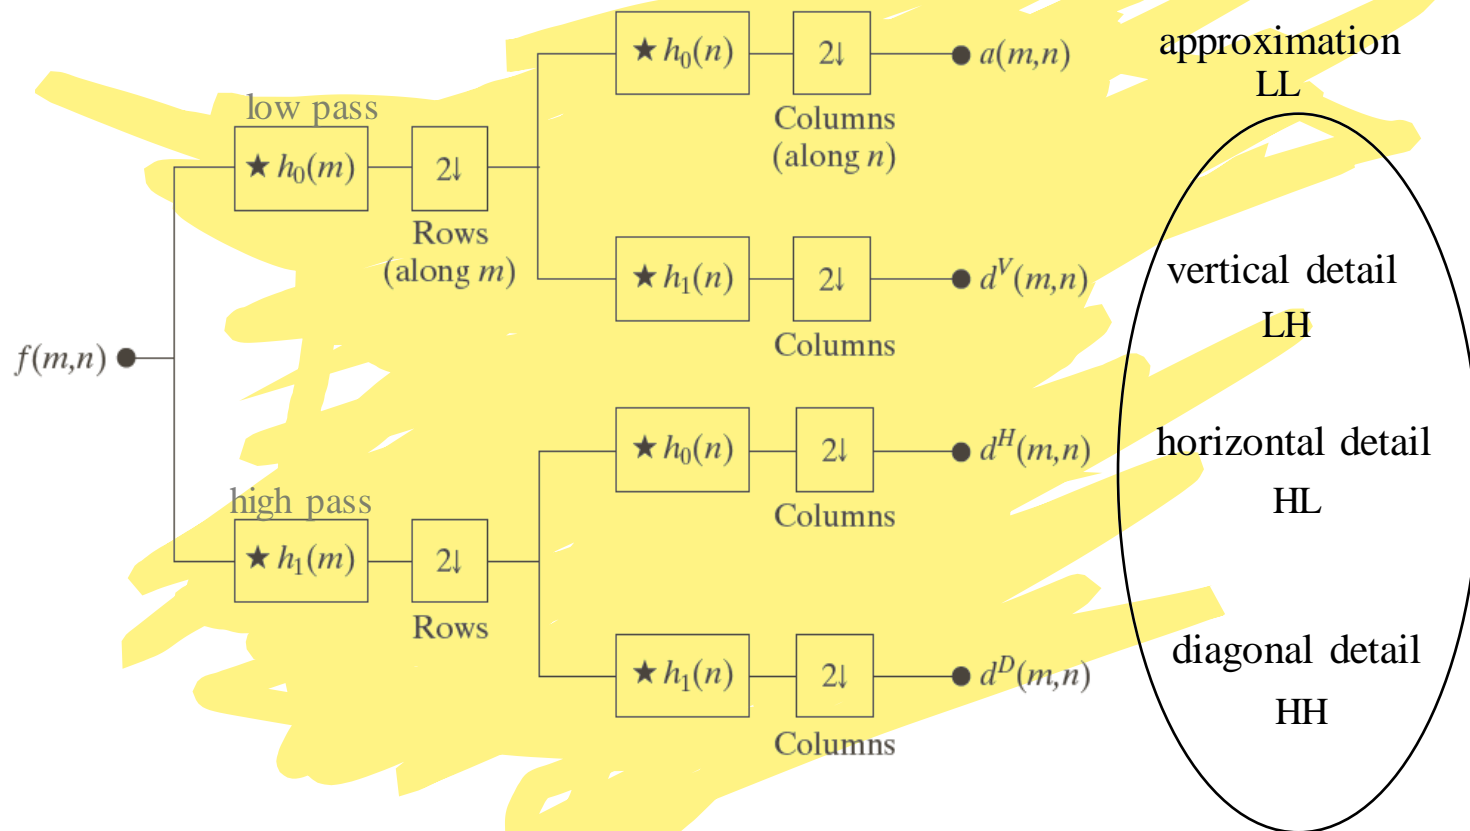 ★ h₀(n) 2↓ a(m,n) approximation
LL
Columns
(along n)
low pass
★ h₀(m) 2↓
Rows
(along m)
★ h₁(n) 2↓ dⱽ(m,n) vertical detail
LH
Columns
f(m,n)
★ h₀(n) 2↓ dᴴ(m,n) horizontal detail
HL
Columns
high pass
★ h₁(m) 2↓
Rows
★ h₁(n) 2↓ dᴰ(m,n) diagonal detail
HH
Columns